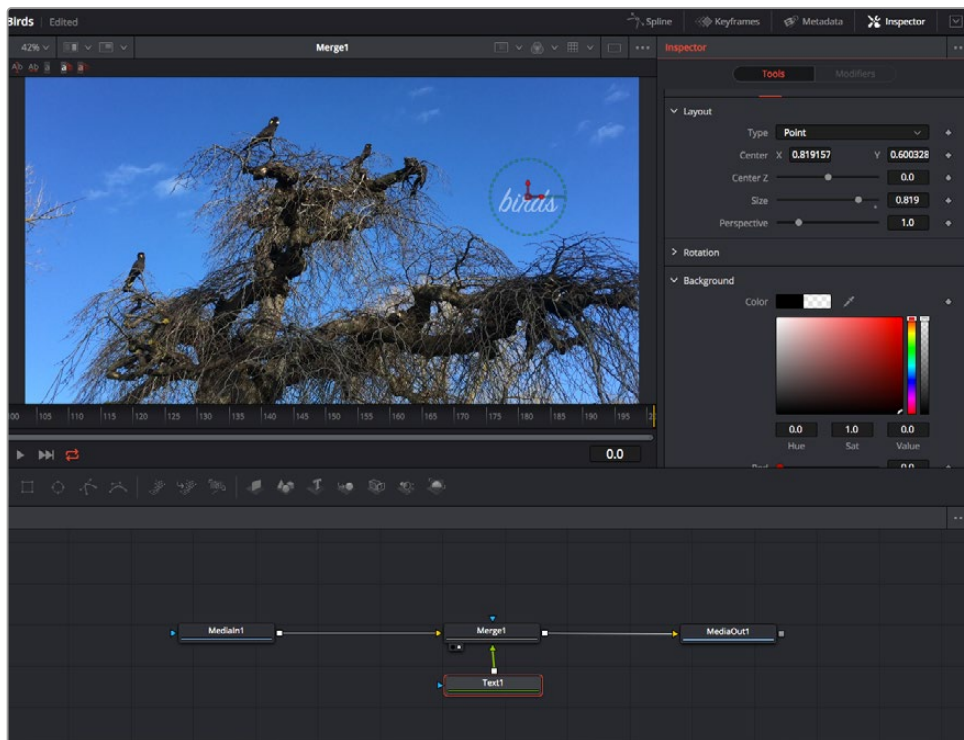 Birds Edited Spline Keyframes Metadata Inspector
42% Merge1 Inspector
Tools Modifiers
Layout
Type Point
Center X 0.819157 Y 0.600328
Center Z 0.0
Size 0.819
Perspective 1.0
birds
Rotation
Background
Color
0.0 1.0 0.0
Hue Sat Value
105 110 115 120 125 130 135 140 145 150 155 160 165 170 175 180 185 190 195
0.0
MediaIn1 Merge1 MediaOut1
Text1